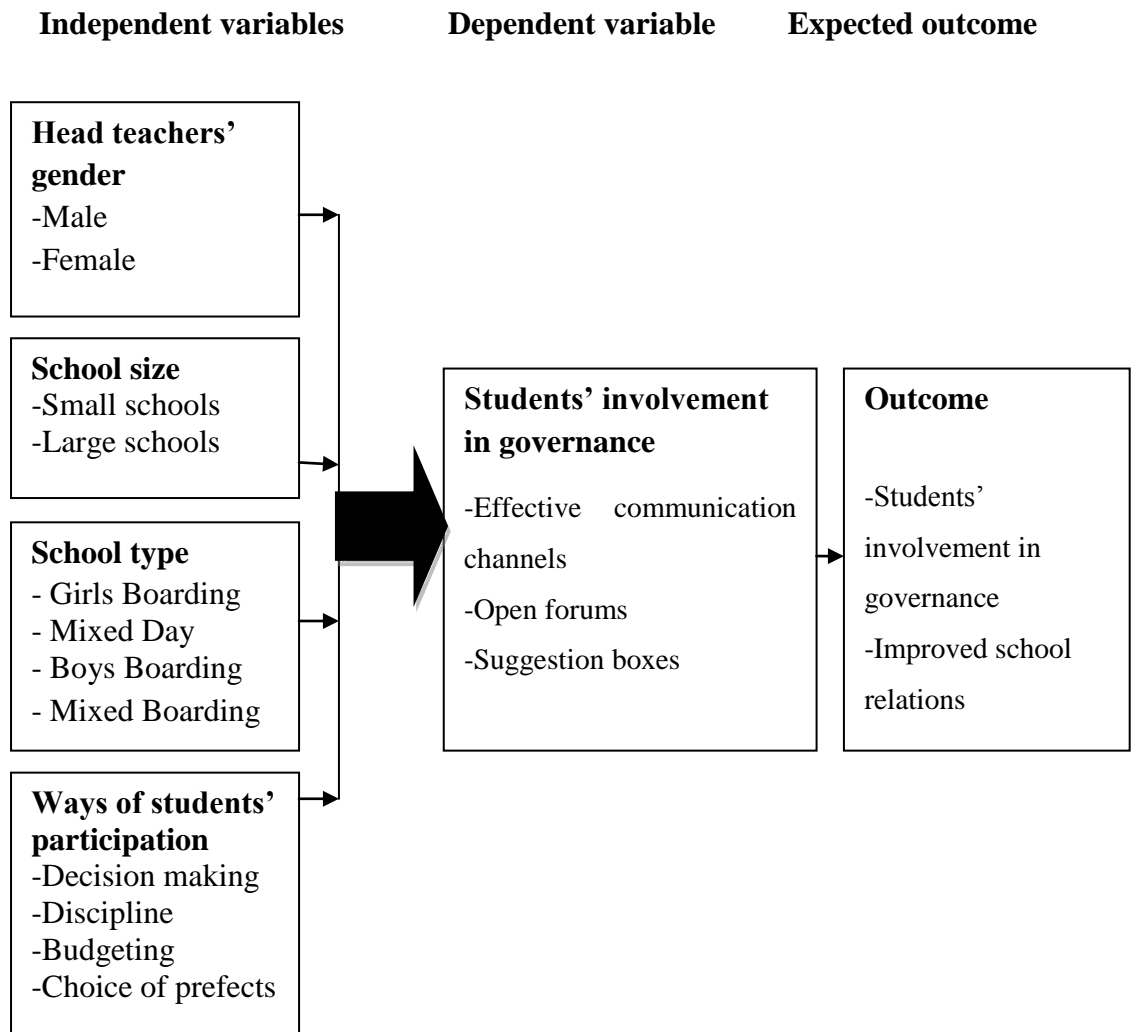 Independent variables Dependent variable Expected outcome
Head teachers’
gender
-Male
-Female
School size
-Small schools
-Large schools
School type
- Girls Boarding
- Mixed Day
- Boys Boarding
- Mixed Boarding
Ways of students’
participation
-Decision making
-Discipline
-Budgeting
-Choice of prefects
Students’ involvement
in governance
-Effective communication
channels
-Open forums
-Suggestion boxes
Outcome
-Students’
involvement in
governance
-Improved school
relations